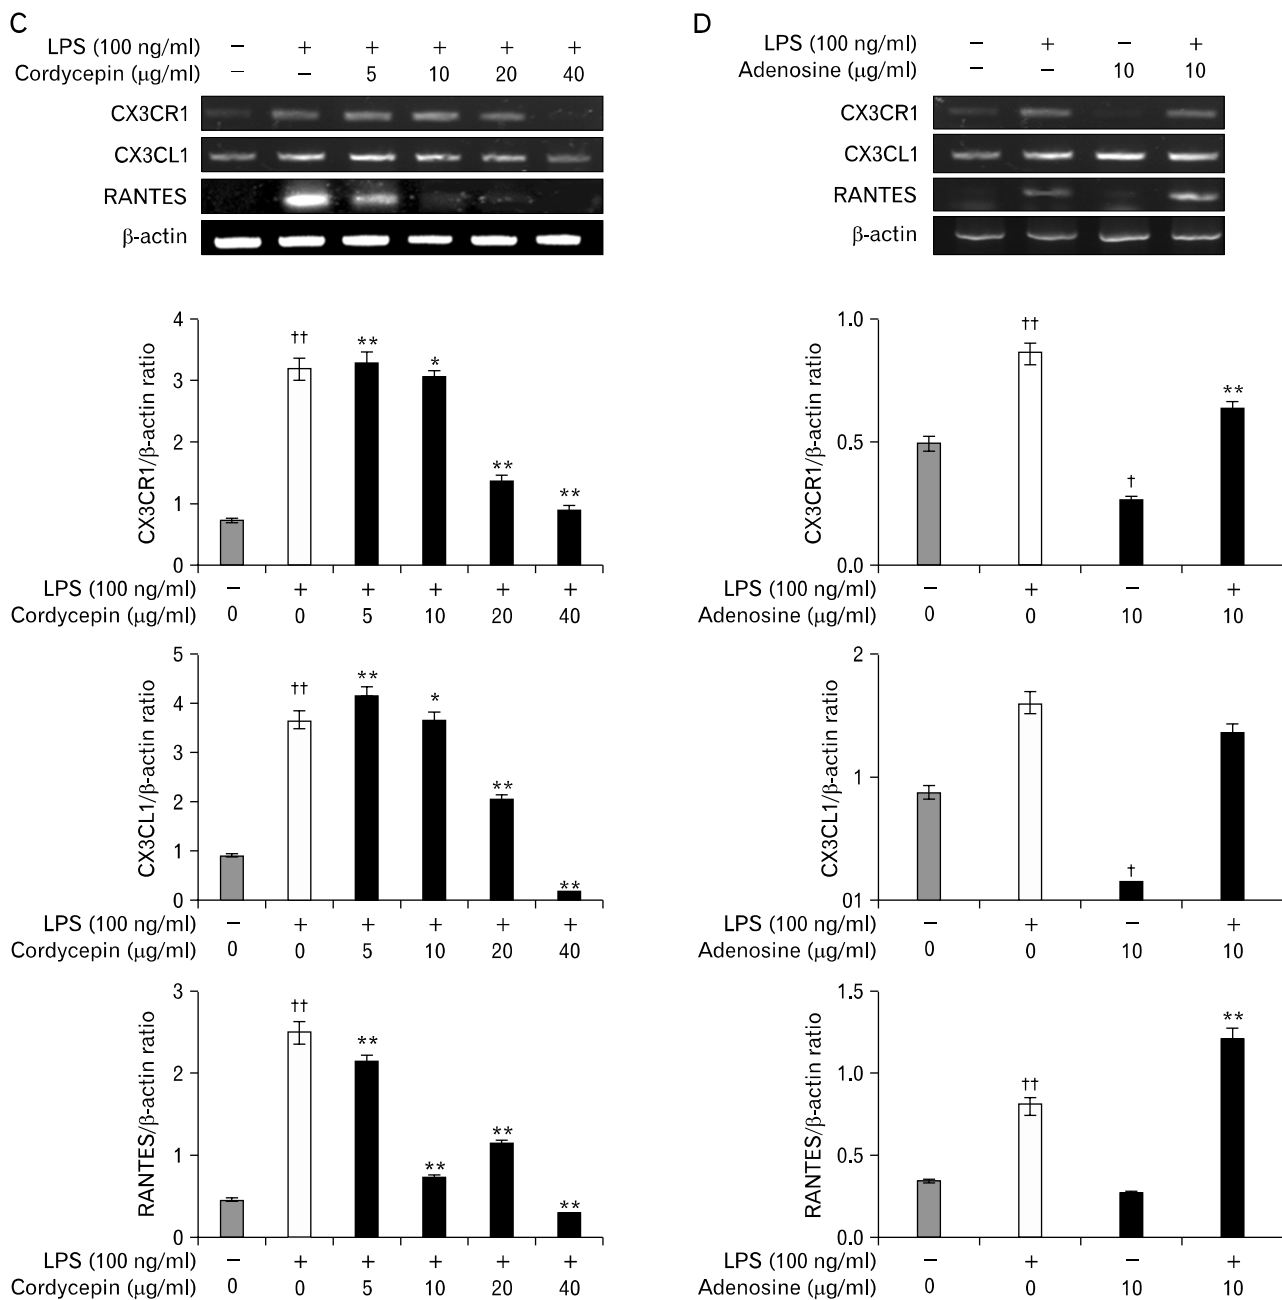 C
LPS (100 ng/ml) – + + + + +
Cordycepin (μg/ml) – – 5 10 20 40
CX3CR1
CX3CL1
RANTES
β-actin
CX3CR1/β-actin ratio
4
3
2
1
0
††
**
*
**
**
LPS (100 ng/ml) – + + + + +
Cordycepin (μg/ml) 0 0 5 10 20 40
CX3CL1/β-actin ratio
5
4
3
2
1
0
††
**
*
**
**
LPS (100 ng/ml) – + + + + +
Cordycepin (μg/ml) 0 0 5 10 20 40
RANTES/β-actin ratio
3
2
1
0
††
**
**
**
**
LPS (100 ng/ml) – + + + + +
Cordycepin (μg/ml) 0 0 5 10 20 40
D
LPS (100 ng/ml) – + – +
Adenosine (μg/ml) – – 10 10
CX3CR1
CX3CL1
RANTES
β-actin
CX3CR1/β-actin ratio
1.0
0.5
0.0
††
†
**
LPS (100 ng/ml) – + – +
Adenosine (μg/ml) 0 0 10 10
CX3CL1/β-actin ratio
2
1
01
†
LPS (100 ng/ml) – + – +
Adenosine (μg/ml) 0 0 10 10
RANTES/β-actin ratio
1.5
1.0
0.5
0.0
††
**
LPS (100 ng/ml) – + – +
Adenosine (μg/ml) 0 0 10 10